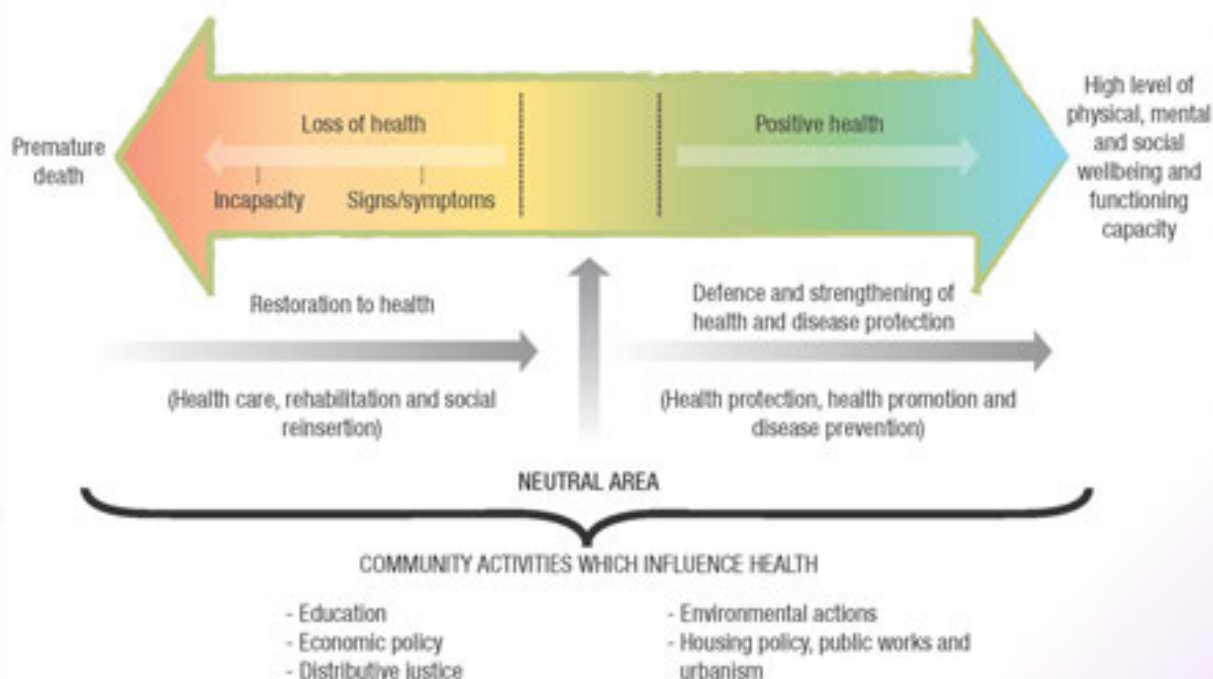 Premature
death
Loss of health
Incapacity
Signs/symptoms
Positive health
High level of
physical, mental
and social
wellbeing and
functioning
capacity
Restoration to health
(Health care, rehabilitation and social
reinsertion)
Defence and strengthening of
health and disease protection
(Health protection, health promotion and
disease prevention)
NEUTRAL AREA
COMMUNITY ACTIVITIES WHICH INFLUENCE HEALTH
- Education
- Economic policy
- Distributive justice
- Environmental actions
- Housing policy, public works and
urbanism